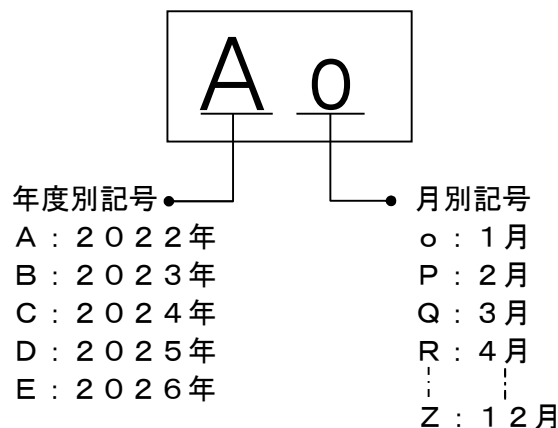 Ao
年度別記号
A：2022年
B：2023年
C：2024年
D：2025年
E：2026年
月別記号
o：1月
P：2月
Q：3月
R：4月
Z：12月